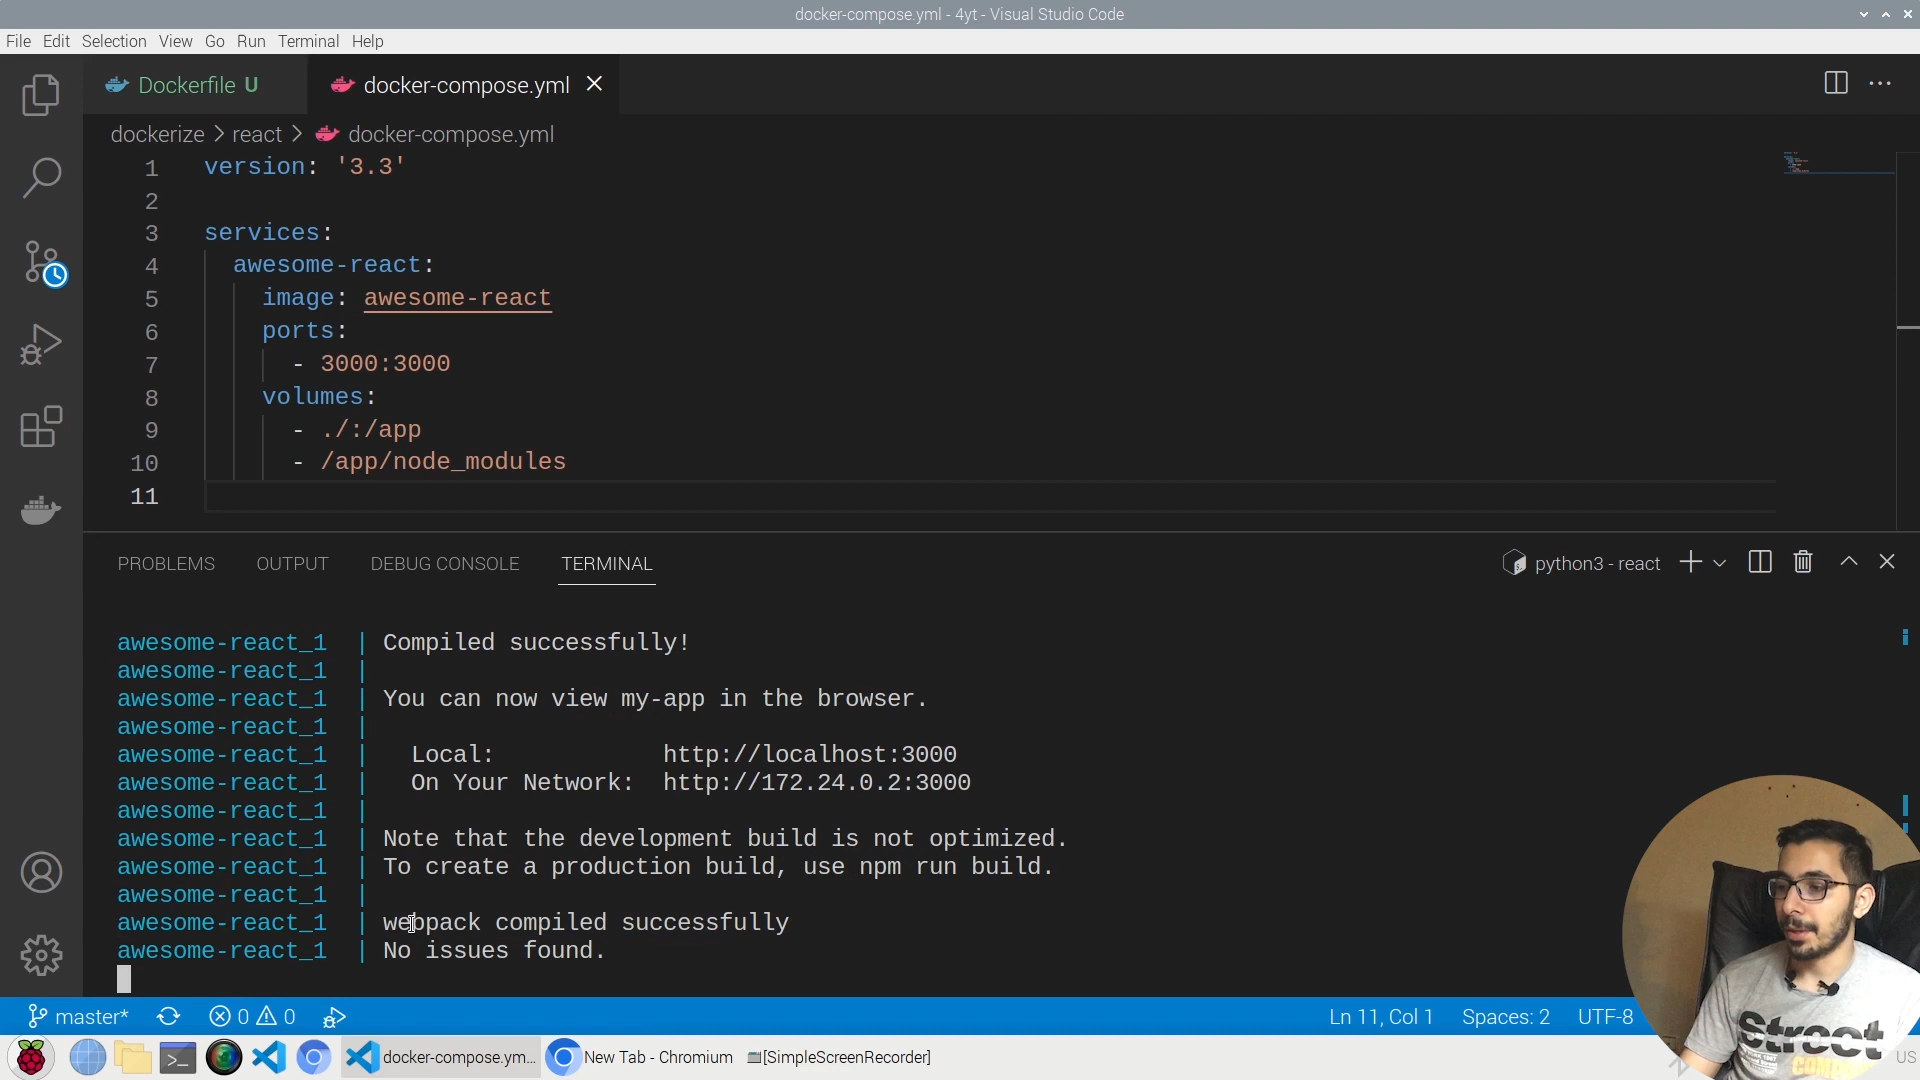 docker-compose.yml - 4yt - Visual Studio Code
File Edit Selection View Go Run Terminal Help
Dockerfile U
docker-compose.yml
dockerize > react > docker-compose.yml
1 version: '3.3'
2
3 services:
4 awesome-react:
5 image: awesome-react
6 ports:
7 - 3000:3000
8 volumes:
9 - ./:/app
10 - /app/node_modules
11
PROBLEMS OUTPUT DEBUG CONSOLE TERMINAL
python3 - react
awesome-react_1 | Compiled successfully!
awesome-react_1 |
awesome-react_1 | You can now view my-app in the browser.
awesome-react_1 |
awesome-react_1 | Local: http://localhost:3000
awesome-react_1 | On Your Network: http://172.24.0.2:3000
awesome-react_1 |
awesome-react_1 | Note that the development build is not optimized.
awesome-react_1 | To create a production build, use npm run build.
awesome-react_1 |
awesome-react_1 | webpack compiled successfully
awesome-react_1 | No issues found.
master* 0 0 Ln 11, Col 1 Spaces: 2 UTF-8
docker-compose.ym... New Tab - Chromium [SimpleScreenRecorder] US
Street